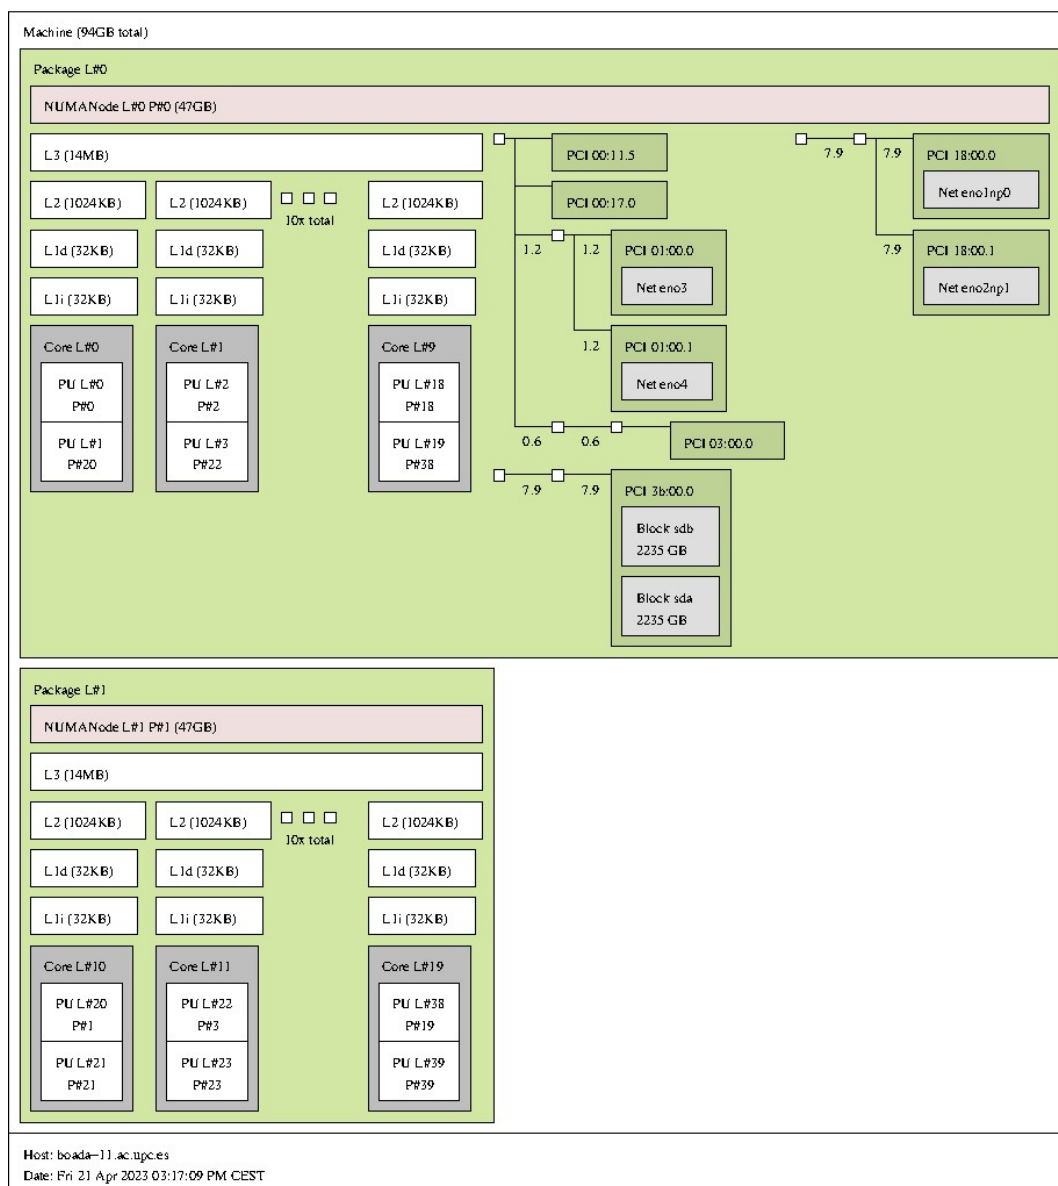 Machine (94GB total)
Package L#0
NUMANode L#0 P#0 (47GB)
L3 (14MB)
L2 (1024KB) L2 (1024KB) 10x total L2 (1024KB)
L1d (32KB) L1d (32KB) L1d (32KB)
L1i (32KB) L1i (32KB) L1i (32KB)
Core L#0 Core L#1 Core L#9
PU L#0 PU L#2 PU L#18
P#0 P#2 P#18
PU L#1 PU L#3 PU L#19
P#20 P#22 P#38
PCI 00:11.5
PCI 00:17.0
1.2 1.2 PCI 01:00.0
Net eno3
1.2 PCI 01:00.1
Net eno4
0.6 0.6 PCI 03:00.0
7.9 7.9 PCI 3b:00.0
Block sdb
2235 GB
Block sda
2235 GB
7.9 7.9 PCI 18:00.0
Net eno1np0
7.9 PCI 18:00.1
Net eno2np1
Package L#1
NUMANode L#1 P#1 (47GB)
L3 (14MB)
L2 (1024KB) L2 (1024KB) 10x total L2 (1024KB)
L1d (32KB) L1d (32KB) L1d (32KB)
L1i (32KB) L1i (32KB) L1i (32KB)
Core L#10 Core L#11 Core L#19
PU L#20 PU L#22 PU L#38
P#1 P#3 P#19
PU L#21 PU L#23 PU L#39
P#21 P#23 P#39
Host: boada-11.ac.upc.es
Date: Fri 21 Apr 2023 03:17:09 PM CEST